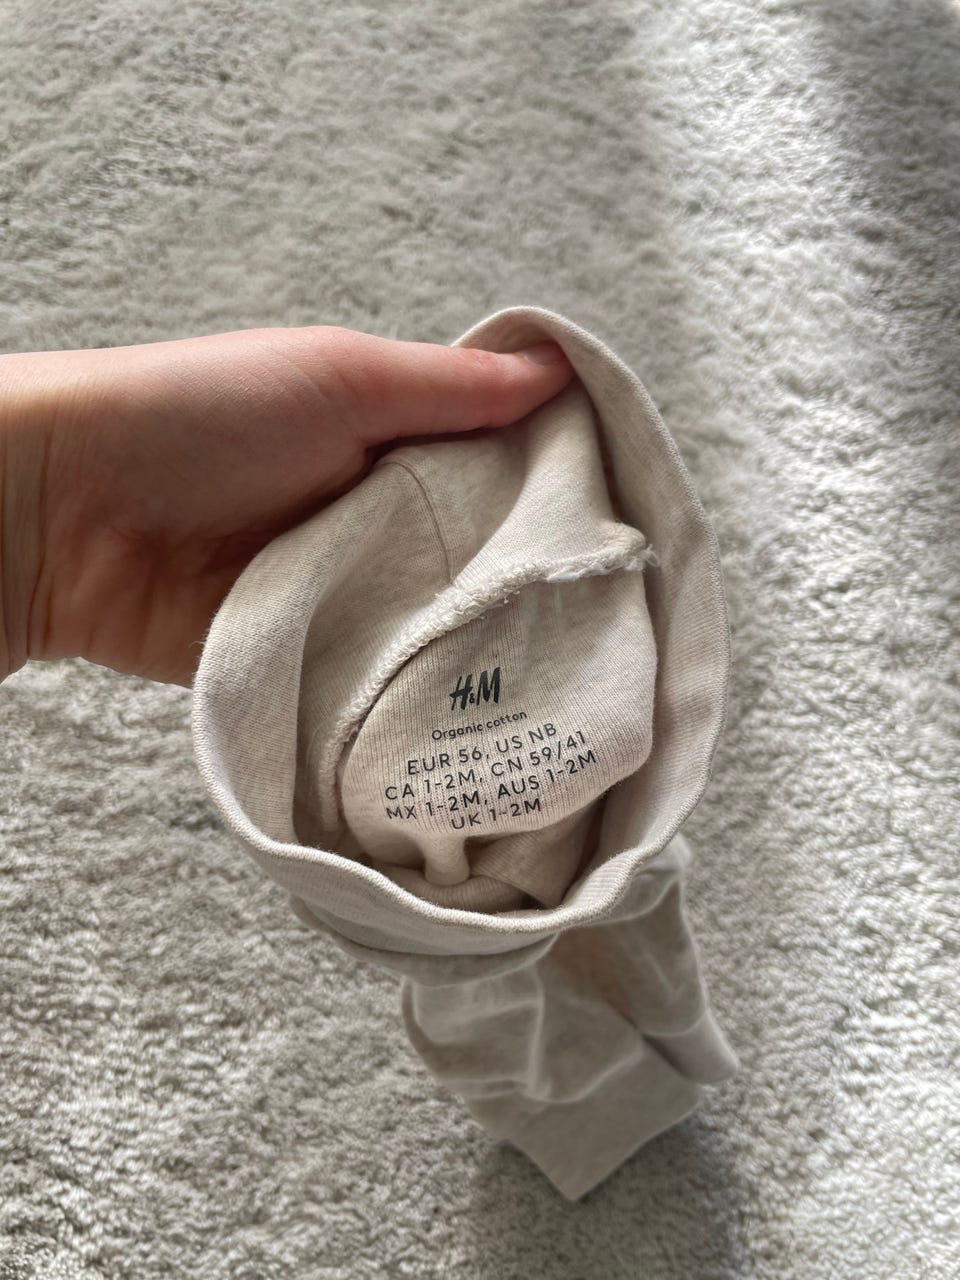 H&M
Organic cotton
EUR 56, US NB
CA 1-2M, CN 59/41
MX 1-2M, AUS 1-2M
UK 1-2M